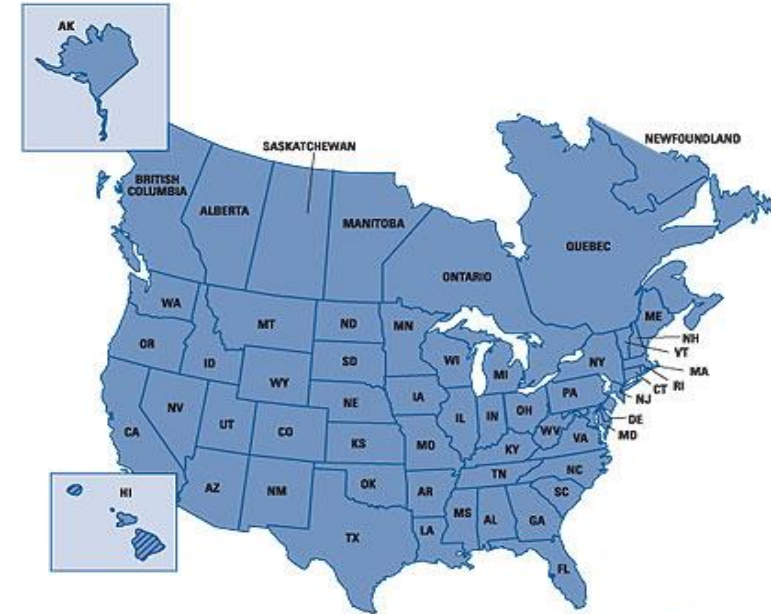 AK
SASKATCHEWAN
NEWFOUNDLAND
BRITISH
COLUMBIA
ALBERTA
MANITOBA
QUEBEC
ONTARIO
WA
MT
ND
MN
ME
OR
ID
SD
WI
MI
NY
NH
VT
MA
WY
IA
PA
CT
RI
NJ
NV
UT
NE
IL
IN
OH
DE
CA
CO
KS
MO
WV
VA
MD
KY
AZ
NM
OK
AR
TN
NC
HI
SC
TX
LA
MS
AL
GA
FL